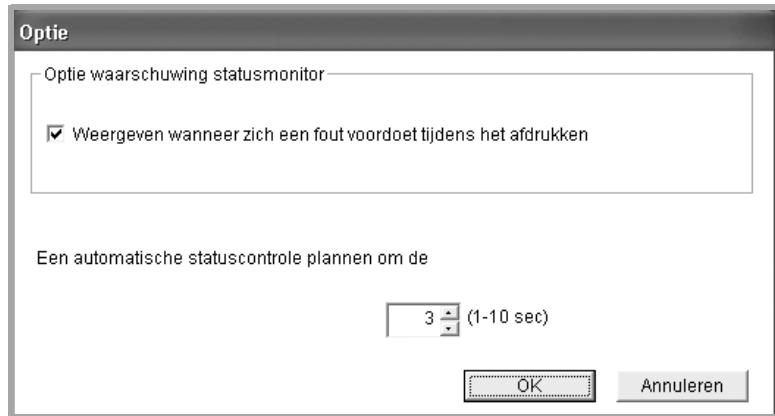 Optie
Optie waarschuwing statusmonitor
Weergeven wanneer zich een fout voordoet tijdens het afdrukken
Een automatische statuscontrole plannen om de
3 (1-10 sec)
OK Annuleren